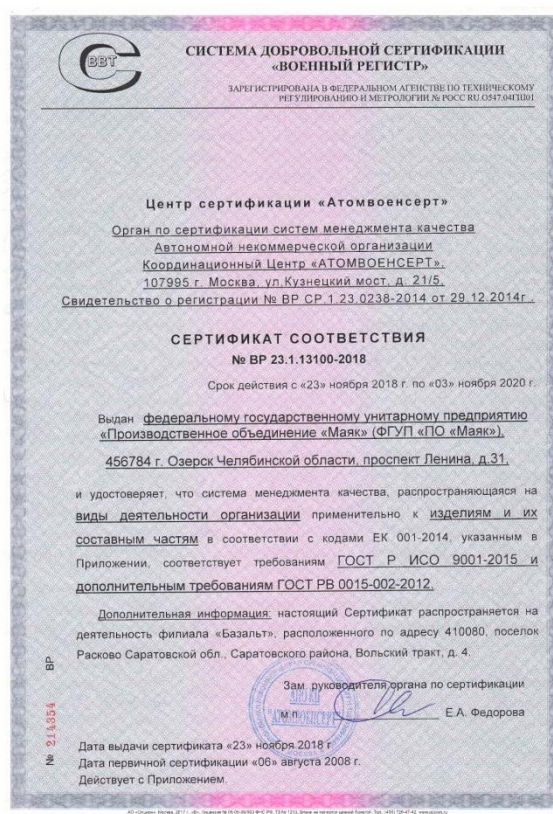 ВВТ
СИСТЕМА ДОБРОВОЛЬНОЙ СЕРТИФИКАЦИИ
«ВОЕННЫЙ РЕГИСТР»
ЗАРЕГИСТРИРОВАНА В ФЕДЕРАЛЬНОМ АГЕНСТВЕ ПО ТЕХНИЧЕСКОМУ
РЕГУЛИРОВАНИЮ И МЕТРОЛОГИИ № РОСС RU.О547.04ГШ01
Центр сертификации «Атомвоенсерт»
Орган по сертификации систем менеджмента качества
Автономной некоммерческой организации
Координационный Центр «АТОМВОЕНСЕРТ»,
107995 г. Москва, ул.Кузнецкий мост, д. 21/5,
Свидетельство о регистрации № ВР СР.1.23.0238-2014 от 29.12.2014г.,
СЕРТИФИКАТ СООТВЕТСТВИЯ
№ ВР 23.1.13100-2018
Срок действия с «23» ноября 2018 г. по «03» ноября 2020 г.
Выдан федеральному государственному унитарному предприятию
«Производственное объединение «Маяк» (ФГУП «ПО «Маяк»),
456784 г. Озерск Челябинской области, проспект Ленина, д.31,
и удостоверяет, что система менеджмента качества, распространяющаяся на
виды деятельности организации применительно к изделиям и их
составным частям в соответствии с кодами ЕК 001-2014, указанным в
Приложении, соответствует требованиям ГОСТ Р ИСО 9001-2015 и
дополнительным требованиям ГОСТ РВ 0015-002-2012.
Дополнительная информация: настоящий Сертификат распространяется на
деятельность филиала «Базальт», расположенного по адресу 410080, поселок
Расково Саратовской обл., Саратовского района, Вольский тракт, д. 4.
Зам. руководителя органа по сертификации
М.П. Е.А. Федорова
АТОМВОЕНСЕРТ
№ 214354 ВР
Дата выдачи сертификата «23» ноября 2018 г
Дата первичной сертификации «06» августа 2008 г.
Действует с Приложением.